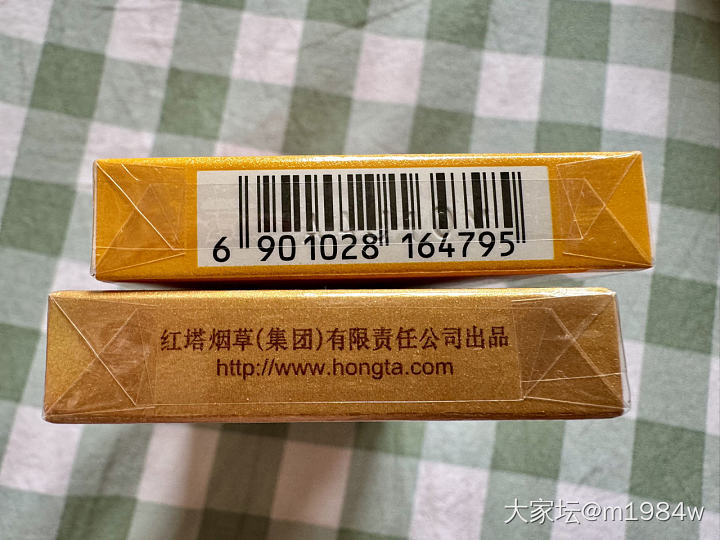 6 901028 164795
红塔烟草(集团)有限责任公司出品
http://www.hongta.com
大家坛@m1984w